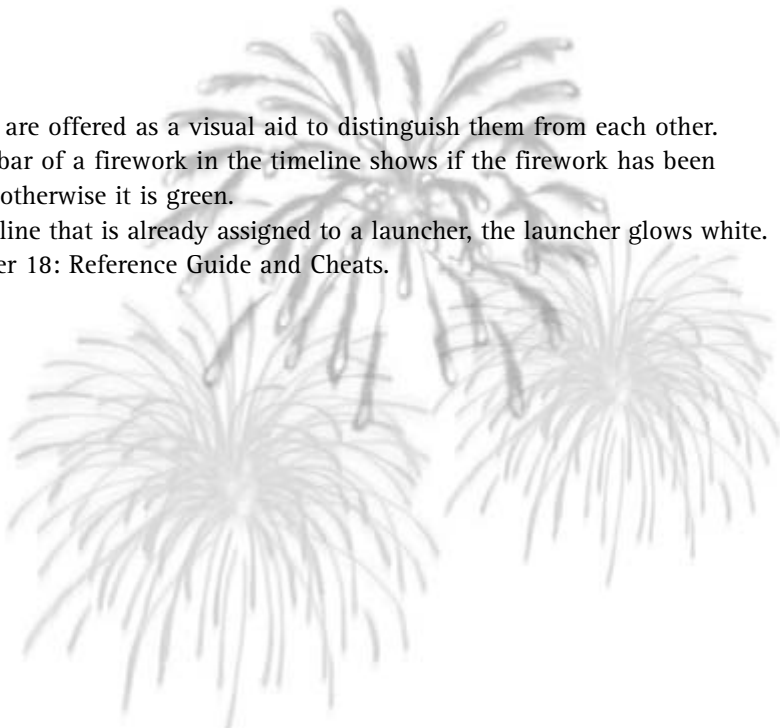 are offered as a visual aid to distinguish them from each other.
bar of a firework in the timeline shows if the firework has been
otherwise it is green.
line that is already assigned to a launcher, the launcher glows white.
er 18: Reference Guide and Cheats.